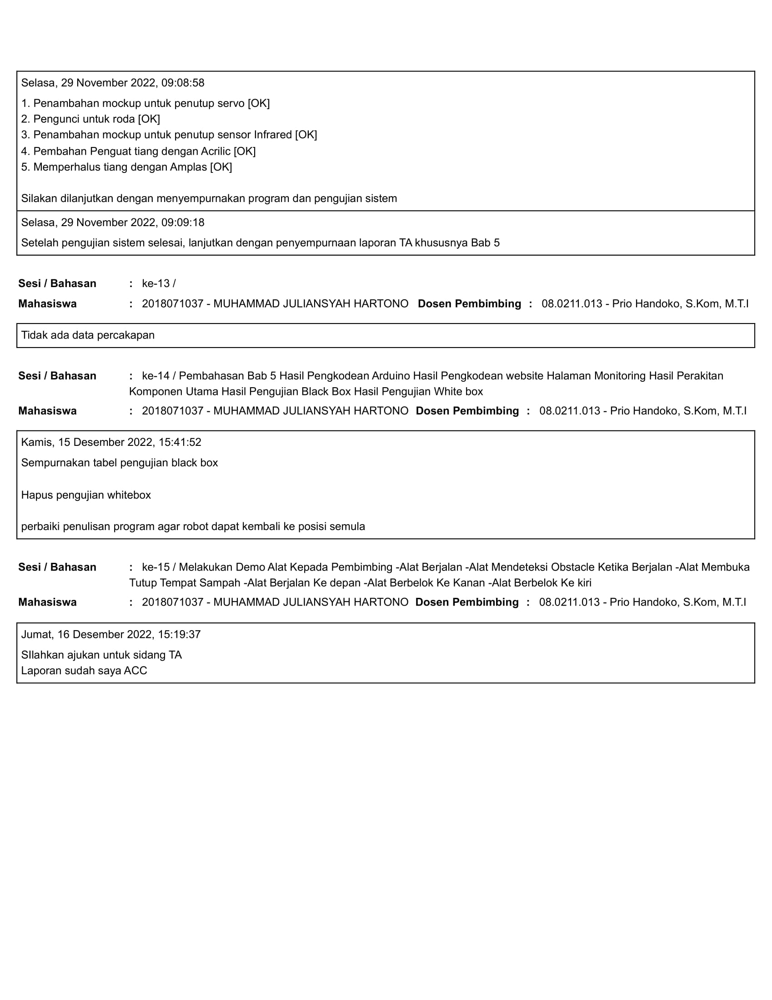 Selasa, 29 November 2022, 09:08:58
1. Penambahan mockup untuk penutup servo [OK]
2. Pengunci untuk roda [OK]
3. Penambahan mockup untuk penutup sensor Infrared [OK]
4. Pembahan Penguat tiang dengan Acrilic [OK]
5. Memperhalus tiang dengan Amplas [OK]
Silakan dilanjutkan dengan menyempurnakan program dan pengujian sistem
Selasa, 29 November 2022, 09:09:18
Setelah pengujian sistem selesai, lanjutkan dengan penyempurnaan laporan TA khususnya Bab 5
Sesi / Bahasan : ke-13 /
Mahasiswa : 2018071037 - MUHAMMAD JULIANSYAH HARTONO Dosen Pembimbing : 08.0211.013 - Prio Handoko, S.Kom, M.T.I
Tidak ada data percakapan
Sesi / Bahasan : ke-14 / Pembahasan Bab 5 Hasil Pengkodean Arduino Hasil Pengkodean website Halaman Monitoring Hasil Perakitan
Komponen Utama Hasil Pengujian Black Box Hasil Pengujian White box
Mahasiswa : 2018071037 - MUHAMMAD JULIANSYAH HARTONO Dosen Pembimbing : 08.0211.013 - Prio Handoko, S.Kom, M.T.I
Kamis, 15 Desember 2022, 15:41:52
Sempurnakan tabel pengujian black box
Hapus pengujian whitebox
perbaiki penulisan program agar robot dapat kembali ke posisi semula
Sesi / Bahasan : ke-15 / Melakukan Demo Alat Kepada Pembimbing -Alat Berjalan -Alat Mendeteksi Obstacle Ketika Berjalan -Alat Membuka
Tutup Tempat Sampah -Alat Berjalan Ke depan -Alat Berbelok Ke Kanan -Alat Berbelok Ke kiri
Mahasiswa : 2018071037 - MUHAMMAD JULIANSYAH HARTONO Dosen Pembimbing : 08.0211.013 - Prio Handoko, S.Kom, M.T.I
Jumat, 16 Desember 2022, 15:19:37
SIlahkan ajukan untuk sidang TA
Laporan sudah saya ACC